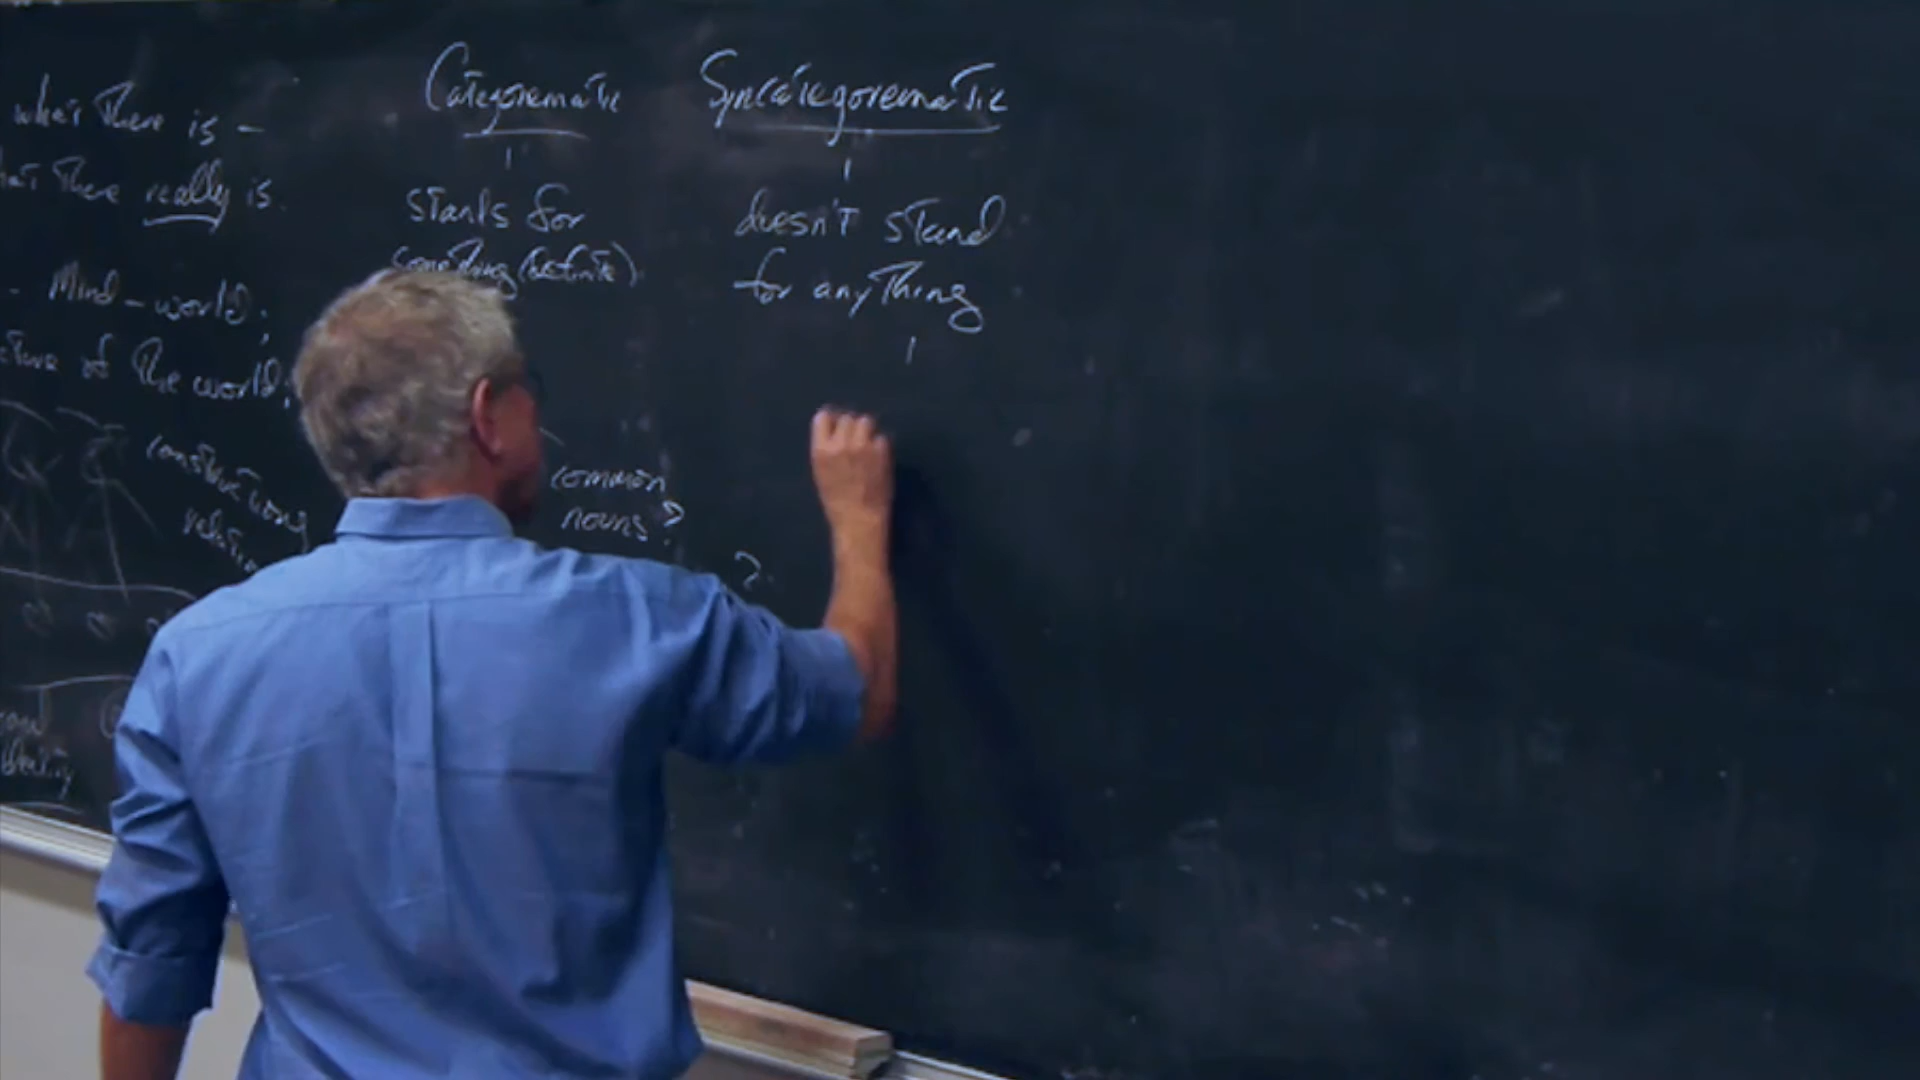 what there is –
there really is.
– Mind – world;
of the world;
constitut
Categorematic
stands for
something (definite)
common
nouns?
?
Syncategorematic
doesn't stand
for anything